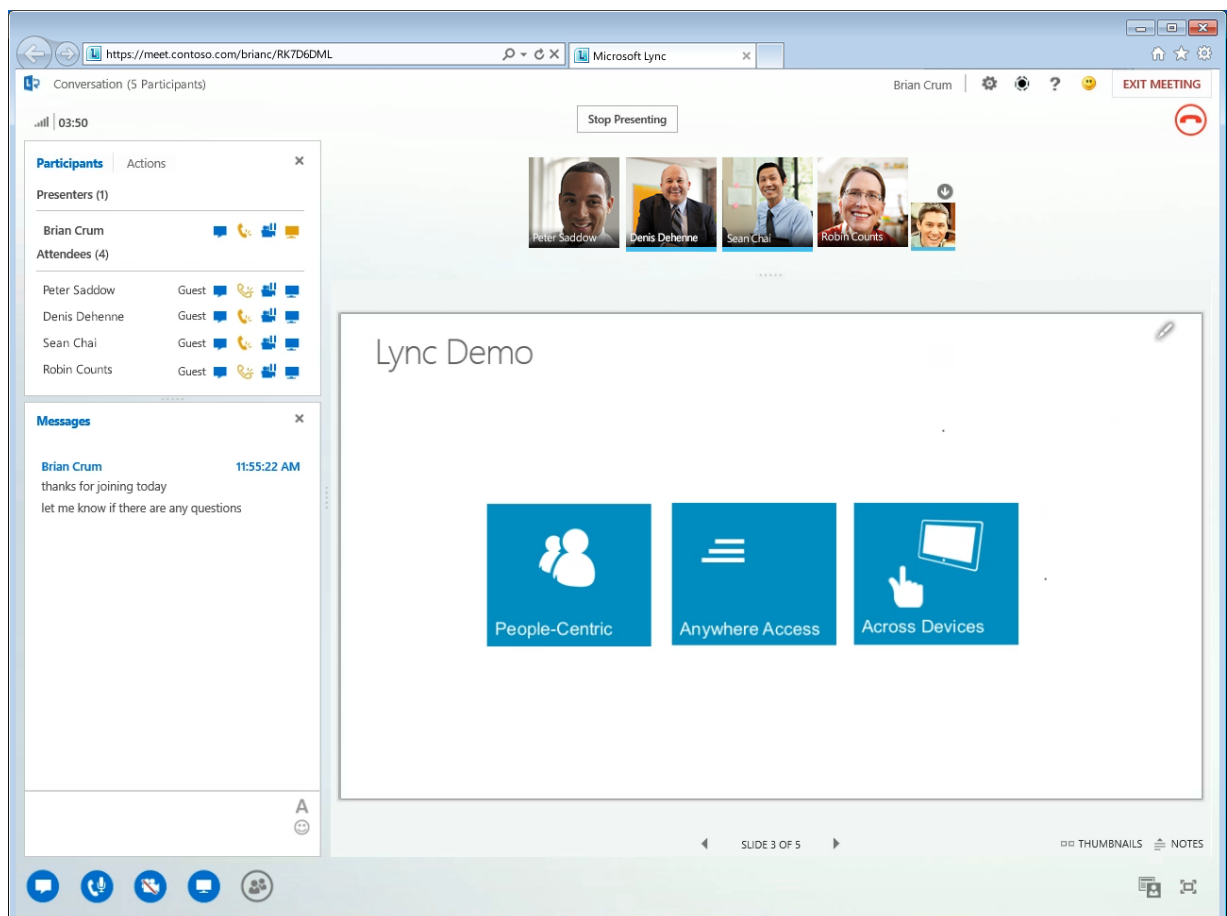 https://meet.contoso.com/brianc/RK7D6DML
Microsoft Lync
Conversation (5 Participants)
Brian Crum
?
EXIT MEETING
03:50
Stop Presenting
Participants
Actions
Presenters (1)
Brian Crum
Attendees (4)
Peter Saddow Guest
Denis Dehenne Guest
Sean Chai Guest
Robin Counts Guest
Peter Saddow
Denis Dehenne
Sean Chai
Robin Counts
Messages
Brian Crum 11:55:22 AM
thanks for joining today
let me know if there are any questions
A
Lync Demo
People-Centric
Anywhere Access
Across Devices
SLIDE 3 OF 5
THUMBNAILS
NOTES